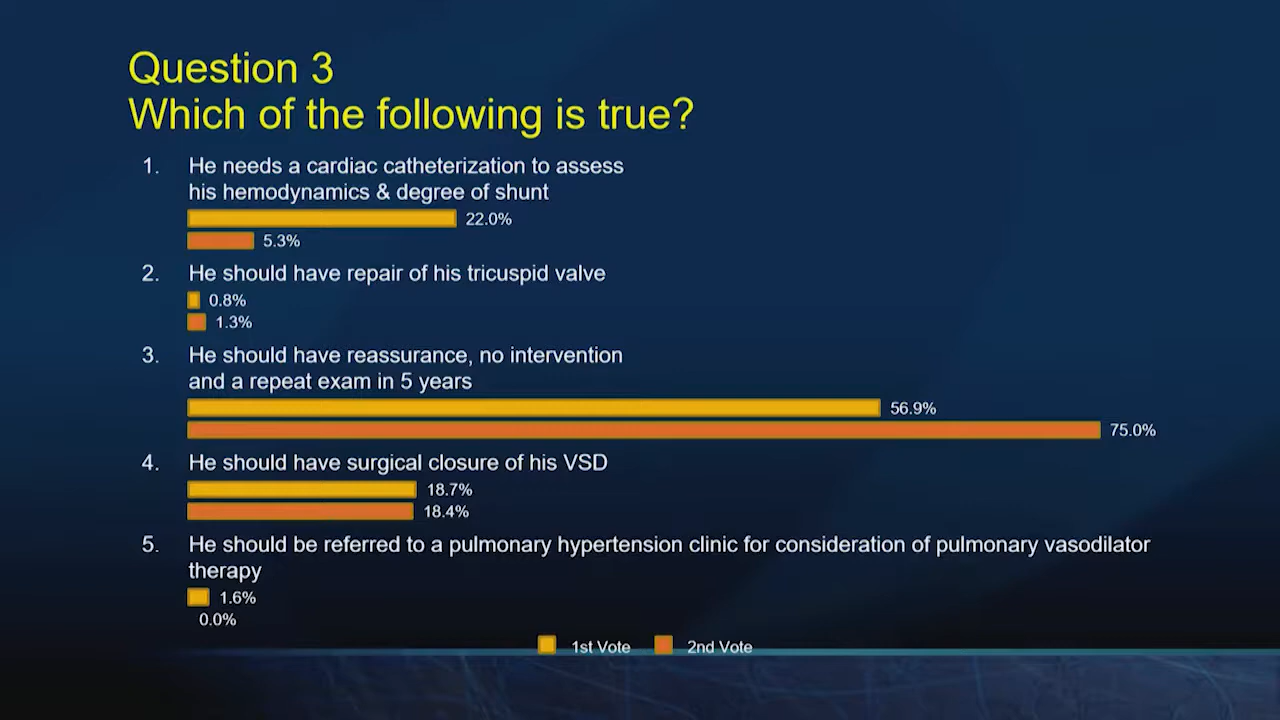 Question 3
Which of the following is true?
1. He needs a cardiac catheterization to assess
his hemodynamics & degree of shunt
22.0%
5.3%
2. He should have repair of his tricuspid valve
0.8%
1.3%
3. He should have reassurance, no intervention
and a repeat exam in 5 years
56.9%
75.0%
4. He should have surgical closure of his VSD
18.7%
18.4%
5. He should be referred to a pulmonary hypertension clinic for consideration of pulmonary vasodilator
therapy
1.6%
0.0%
1st Vote 2nd Vote